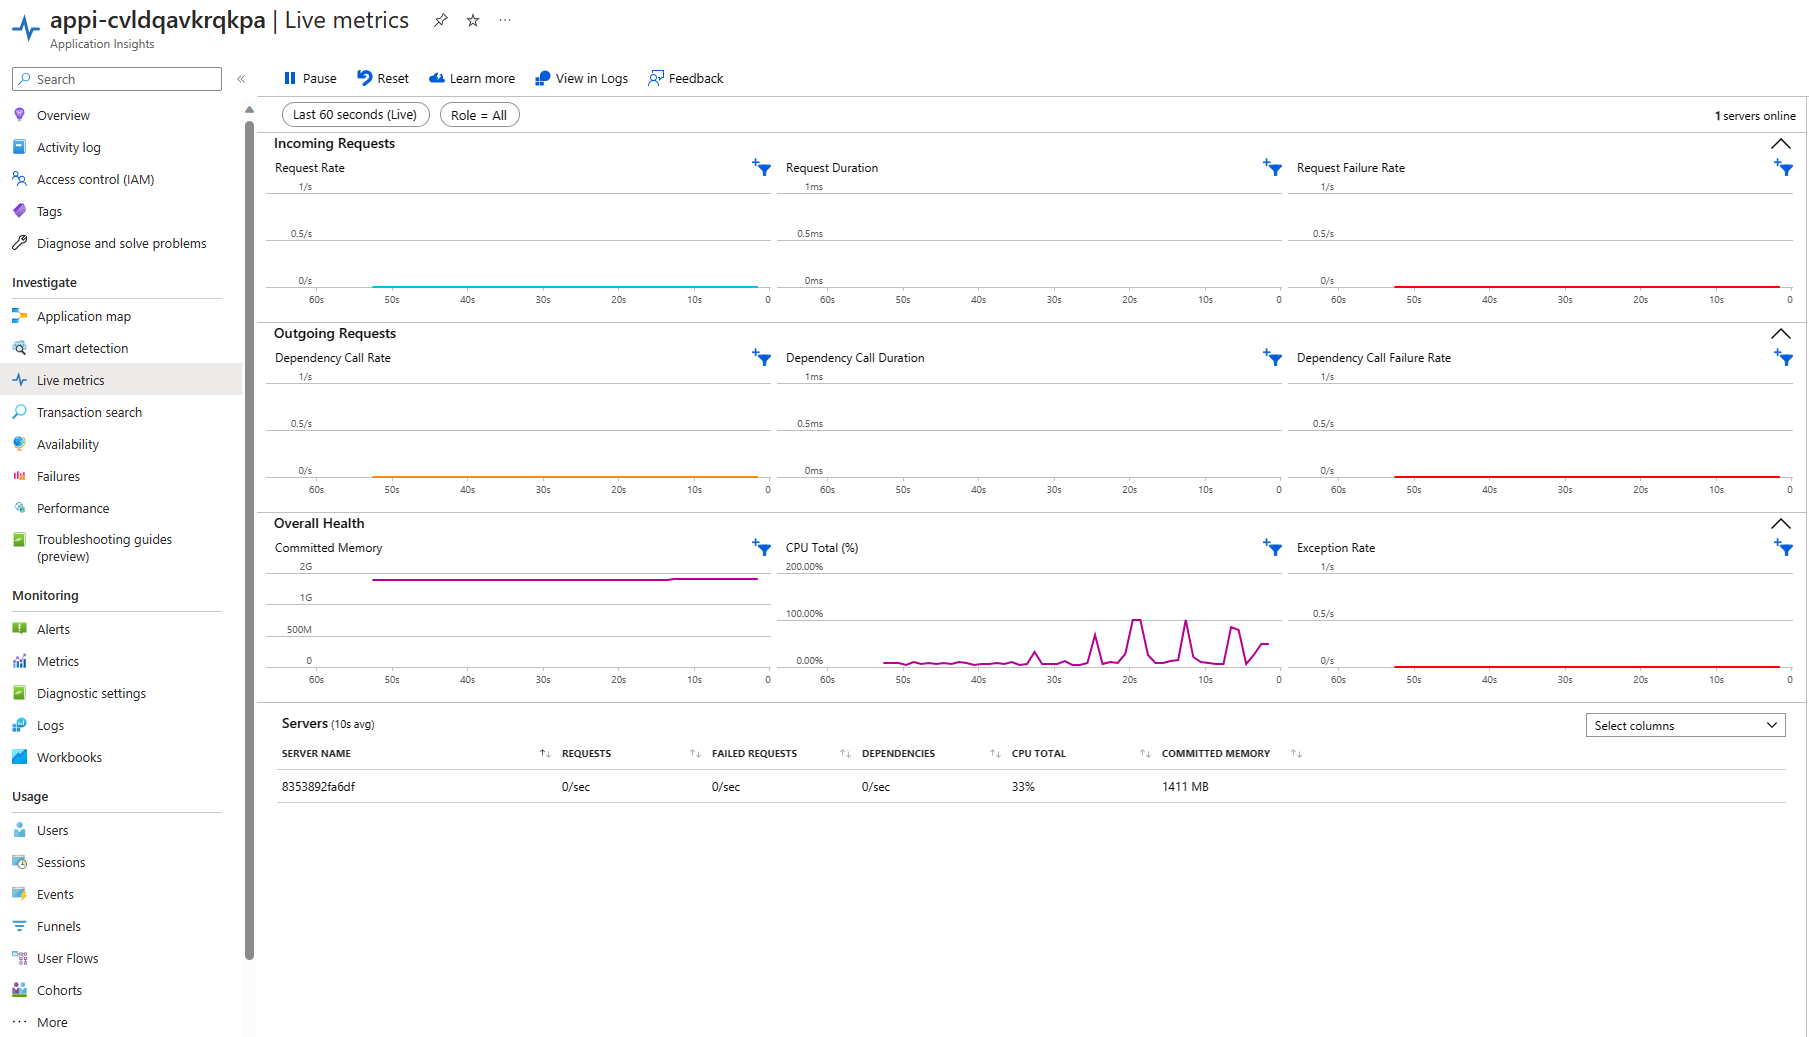 appi-cvldqavkrqkpa | Live metrics
Application Insights
Search
Overview
Activity log
Access control (IAM)
Tags
Diagnose and solve problems
Investigate
Application map
Smart detection
Live metrics
Transaction search
Availability
Failures
Performance
Troubleshooting guides
(preview)
Monitoring
Alerts
Metrics
Diagnostic settings
Logs
Workbooks
Usage
Users
Sessions
Events
Funnels
User Flows
Cohorts
More
Pause Reset Learn more View in Logs Feedback
Last 60 seconds (Live) Role = All 1 servers online
Incoming Requests
Request Rate
1/s
0.5/s
0/s
60s 50s 40s 30s 20s 10s 0
Request Duration
1ms
0.5ms
0ms
60s 50s 40s 30s 20s 10s 0
Request Failure Rate
1/s
0.5/s
0/s
60s 50s 40s 30s 20s 10s 0
Outgoing Requests
Dependency Call Rate
1/s
0.5/s
0/s
60s 50s 40s 30s 20s 10s 0
Dependency Call Duration
1ms
0.5ms
0ms
60s 50s 40s 30s 20s 10s 0
Dependency Call Failure Rate
1/s
0.5/s
0/s
60s 50s 40s 30s 20s 10s 0
Overall Health
Committed Memory
2G
1G
500M
0
60s 50s 40s 30s 20s 10s 0
CPU Total (%)
200.00%
100.00%
0.00%
60s 50s 40s 30s 20s 10s 0
Exception Rate
1/s
0.5/s
0/s
60s 50s 40s 30s 20s 10s 0
Servers (10s avg) Select columns
SERVER NAME REQUESTS FAILED REQUESTS DEPENDENCIES CPU TOTAL COMMITTED MEMORY
8353892fa6df 0/sec 0/sec 0/sec 33% 1411 MB